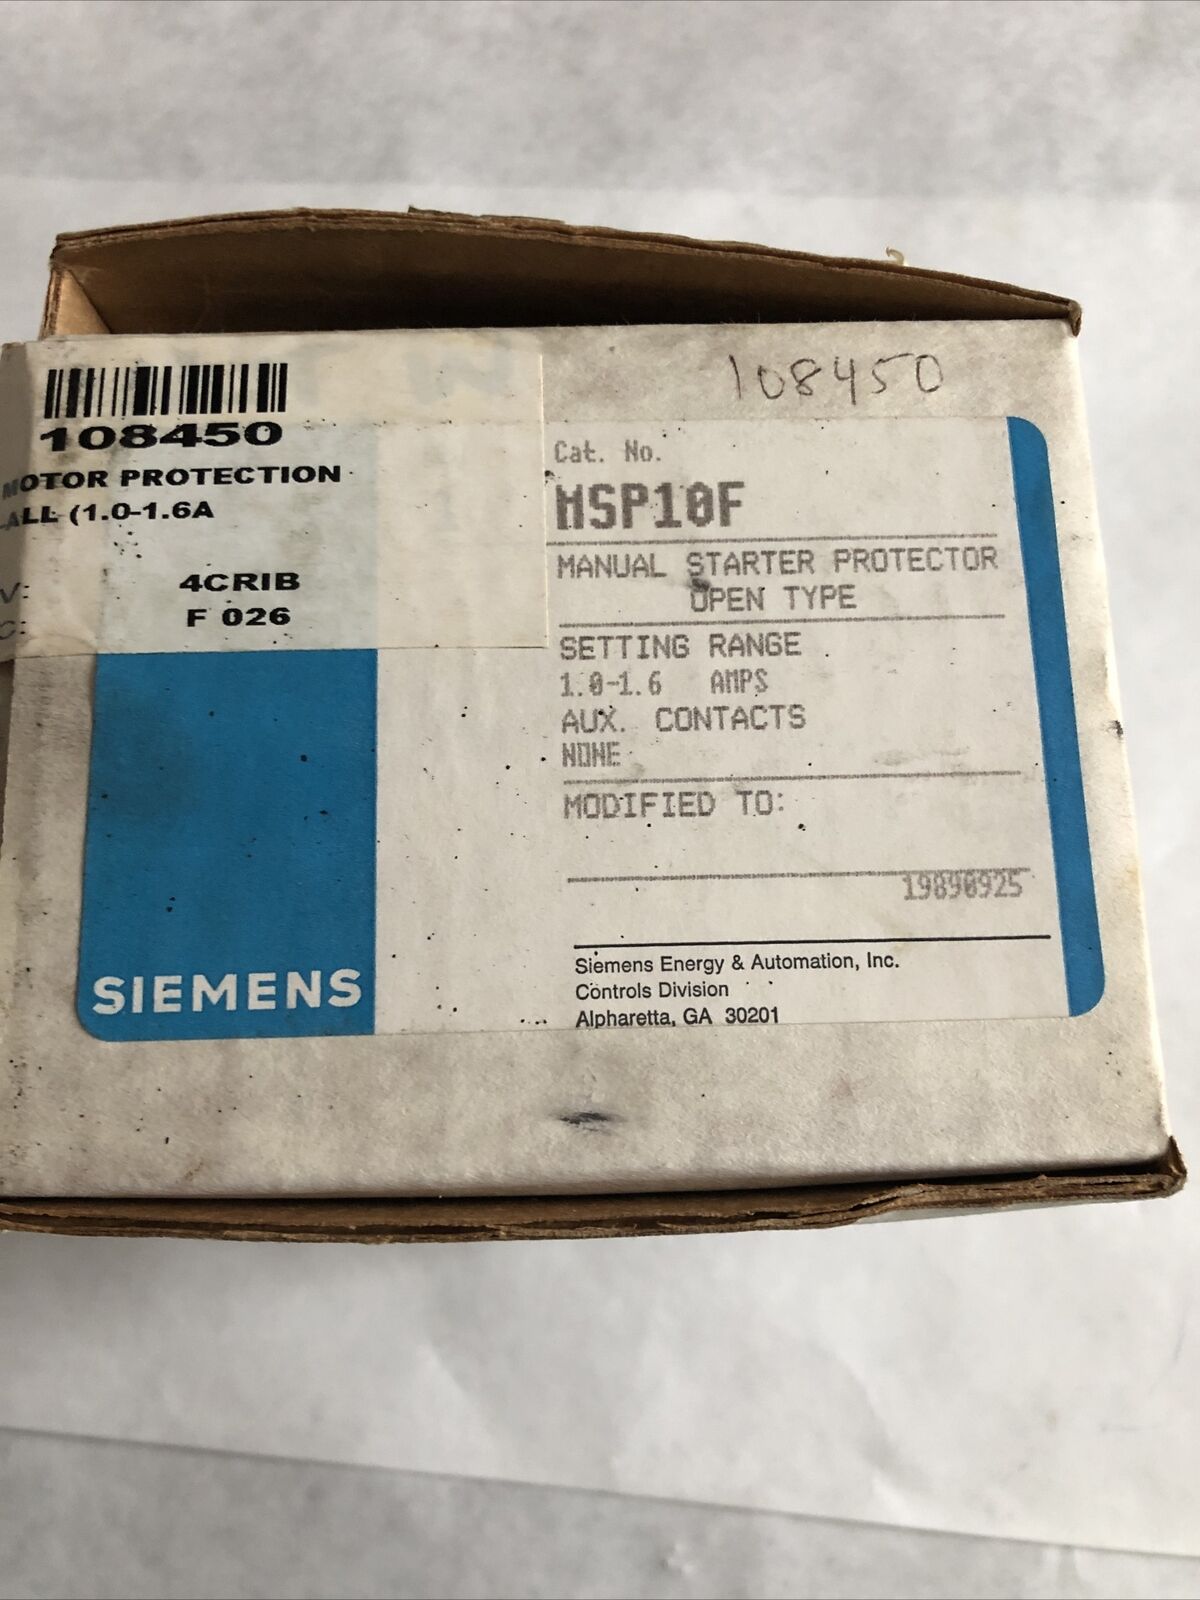 108450
108450
MOTOR PROTECTION
ALL (1.0-1.6A
V: 4CRIB
C: F 026
Cat. No.
MSP10F
MANUAL STARTER PROTECTOR
OPEN TYPE
SETTING RANGE
1.0-1.6 AMPS
AUX. CONTACTS
NONE
MODIFIED TO:
19890925
Siemens Energy & Automation, Inc.
Controls Division
Alpharetta, GA 30201
SIEMENS